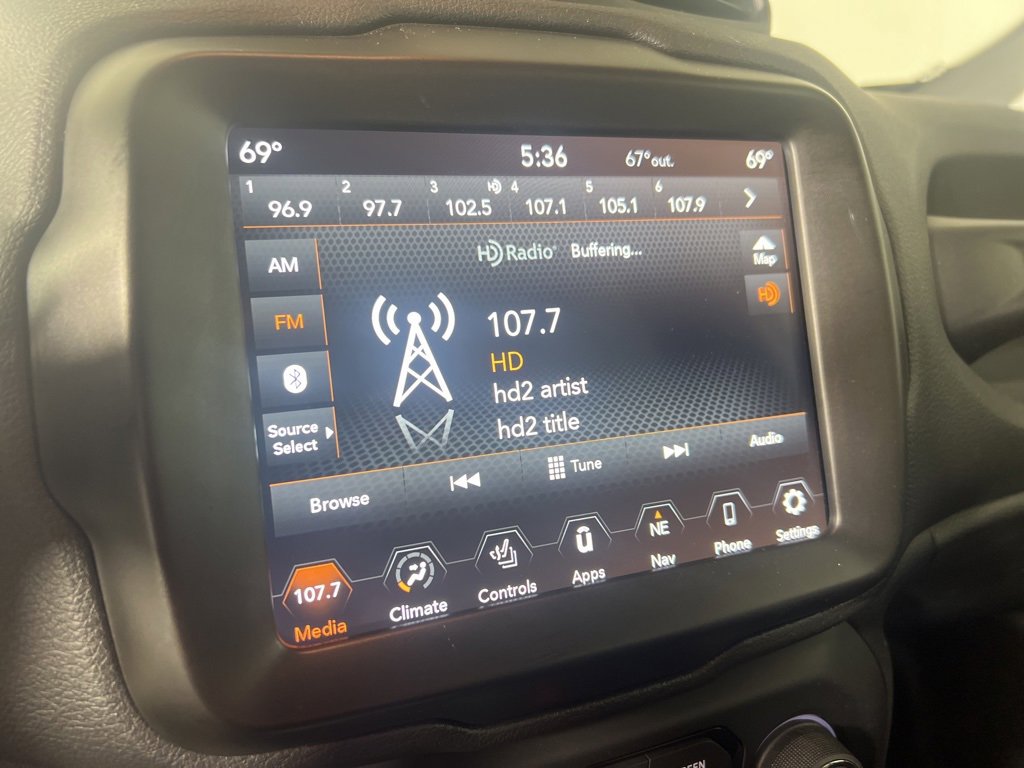 69° 5:36 67°out. 69°
1 2 3 HD 4 5 6
96.9 97.7 102.5 107.1 105.1 107.9
HD Radio Buffering...
AM
Map
FM
HD
107.7
HD
hd2 artist
hd2 title
Source
Select
Browse Tune Audio
107.7 NE
Media Climate Controls Apps Nav Phone Settings